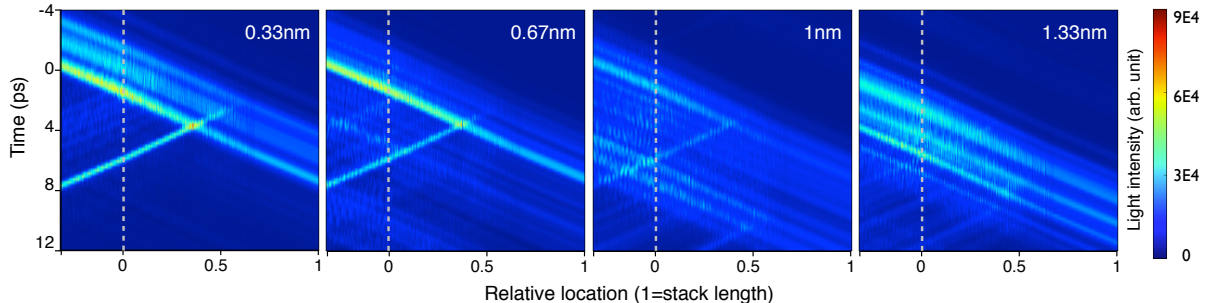 -4
0
4
8
12
Time (ps)
0.33nm
0.67nm
1nm
1.33nm
0
0.5
1
0
0.5
1
0
0.5
1
0
0.5
1
Relative location (1=stack length)
9E4
6E4
3E4
0
Light intensity (arb. unit)